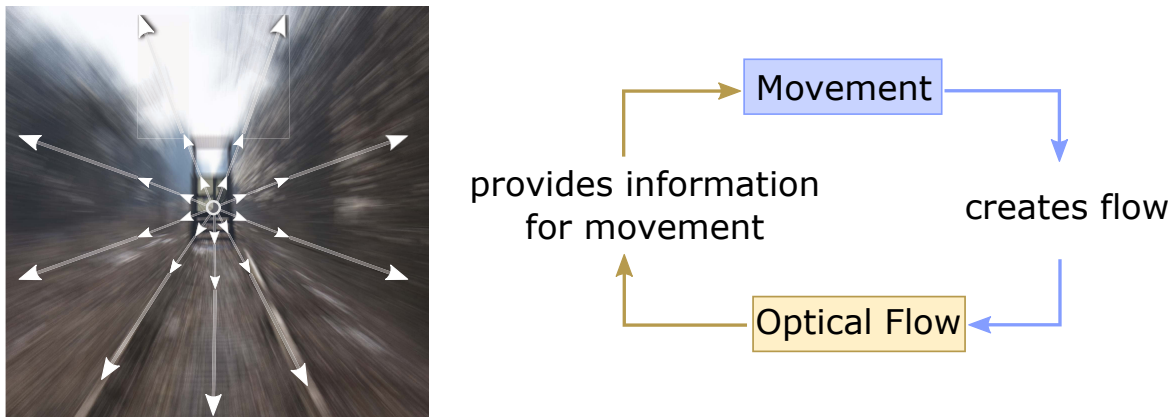 Movement
provides information
for movement
creates flow
Optical Flow